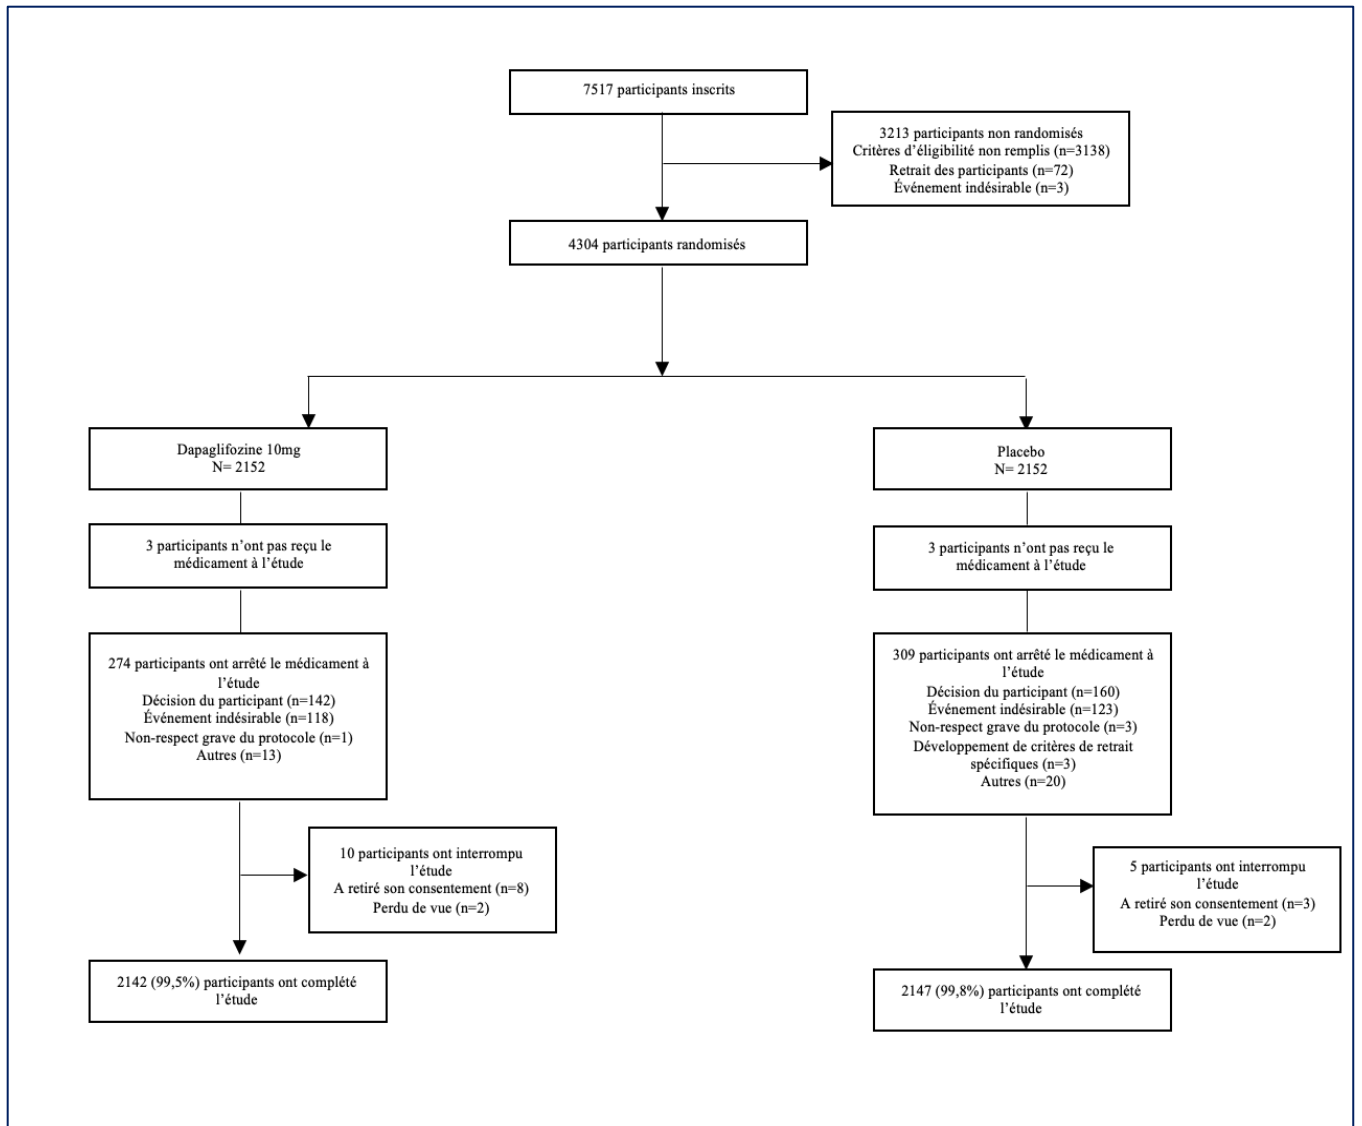 7517 participants inscrits
3213 participants non randomisés
Critères d’éligibilité non remplis (n=3138)
Retrait des participants (n=72)
Événement indésirable (n=3)
4304 participants randomisés
Dapaglifozine 10mg
N= 2152
Placebo
N= 2152
3 participants n’ont pas reçu le
médicament à l’étude
3 participants n’ont pas reçu le
médicament à l’étude
274 participants ont arrêté le médicament à
l’étude
Décision du participant (n=142)
Événement indésirable (n=118)
Non-respect grave du protocole (n=1)
Autres (n=13)
309 participants ont arrêté le médicament à
l’étude
Décision du participant (n=160)
Événement indésirable (n=123)
Non-respect grave du protocole (n=3)
Développement de critères de retrait
spécifiques (n=3)
Autres (n=20)
10 participants ont interrompu
l’étude
A retiré son consentement (n=8)
Perdu de vue (n=2)
5 participants ont interrompu
l’étude
A retiré son consentement (n=3)
Perdu de vue (n=2)
2142 (99,5%) participants ont complété
l’étude
2147 (99,8%) participants ont complété
l’étude